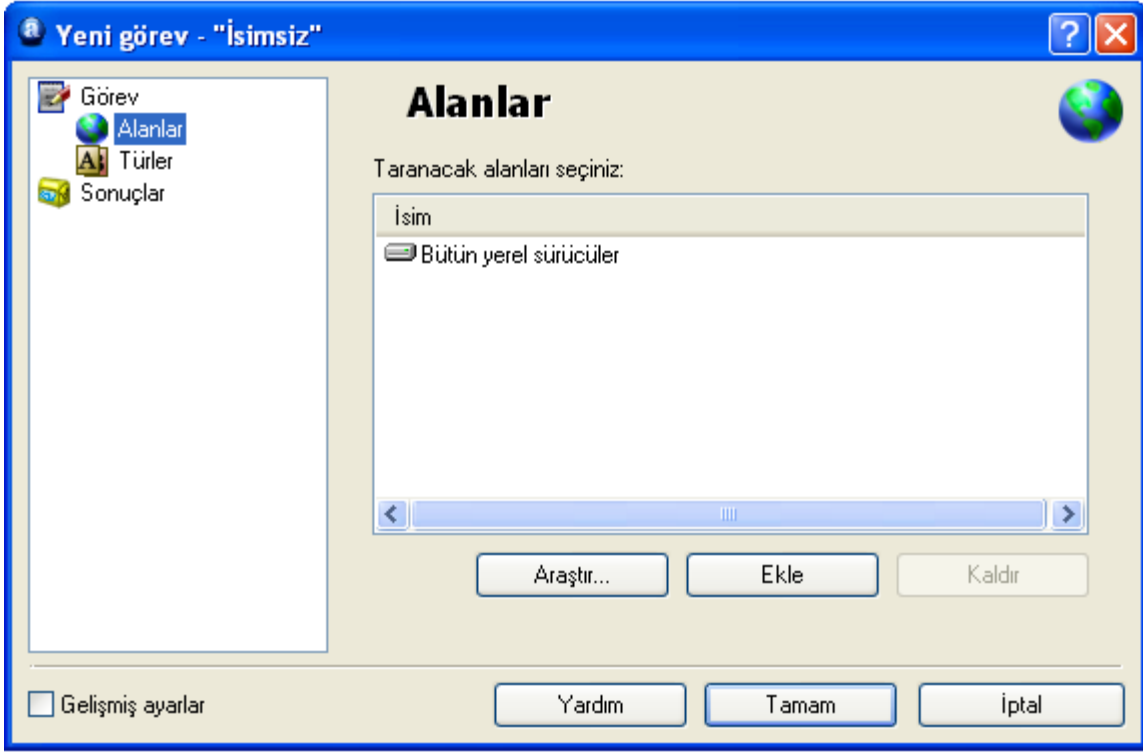 Yeni görev - "İsimsiz"
Görev
Alanlar
Türler
Sonuçlar
Alanlar
Taranacak alanları seçiniz:
İsim
Bütün yerel sürücüler
Araştır... Ekle Kaldır
Gelişmiş ayarlar Yardım Tamam İptal